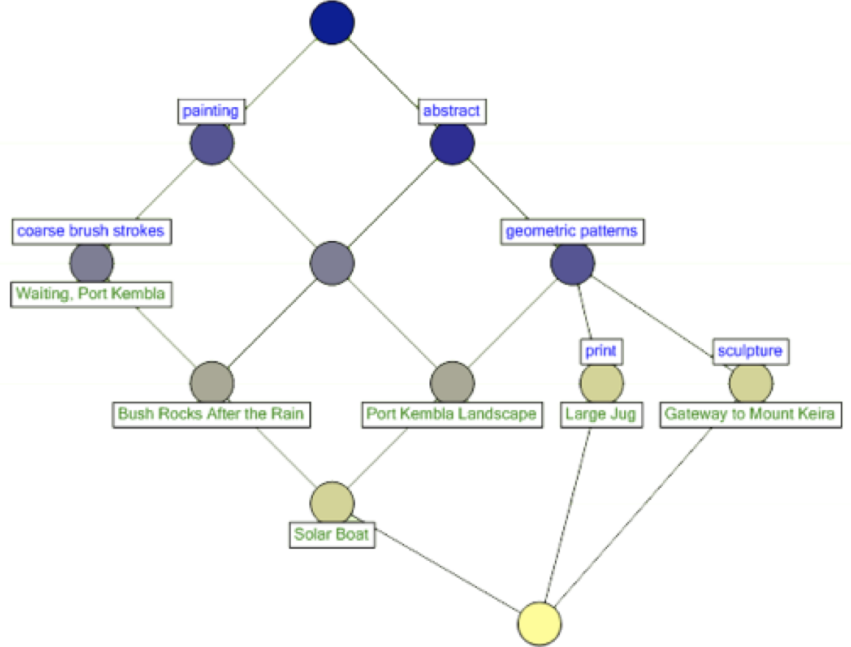 painting
abstract
coarse brush strokes
geometric patterns
Waiting, Port Kembla
print
sculpture
Bush Rocks After the Rain
Port Kembla Landscape
Large Jug
Gateway to Mount Keira
Solar Boat